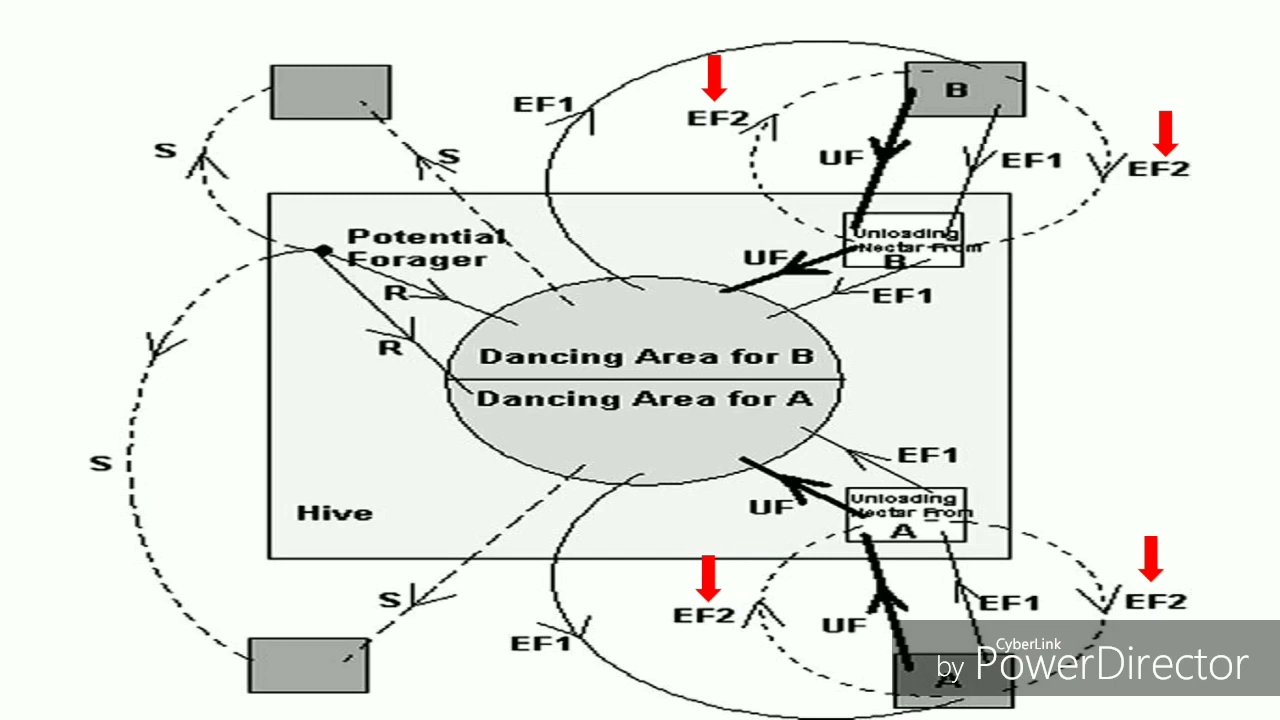 B
EF1
EF2
S
S
UF
EF1
EF2
Potential
Forager
Unloading
Nectar From
B
UF
R
EF1
R
Dancing Area for B
Dancing Area for A
EF1
S
Unloading
Nectar From
A
UF
Hive
S
EF2
UF
EF1
EF2
EF1
A
CyberLink
by PowerDirector